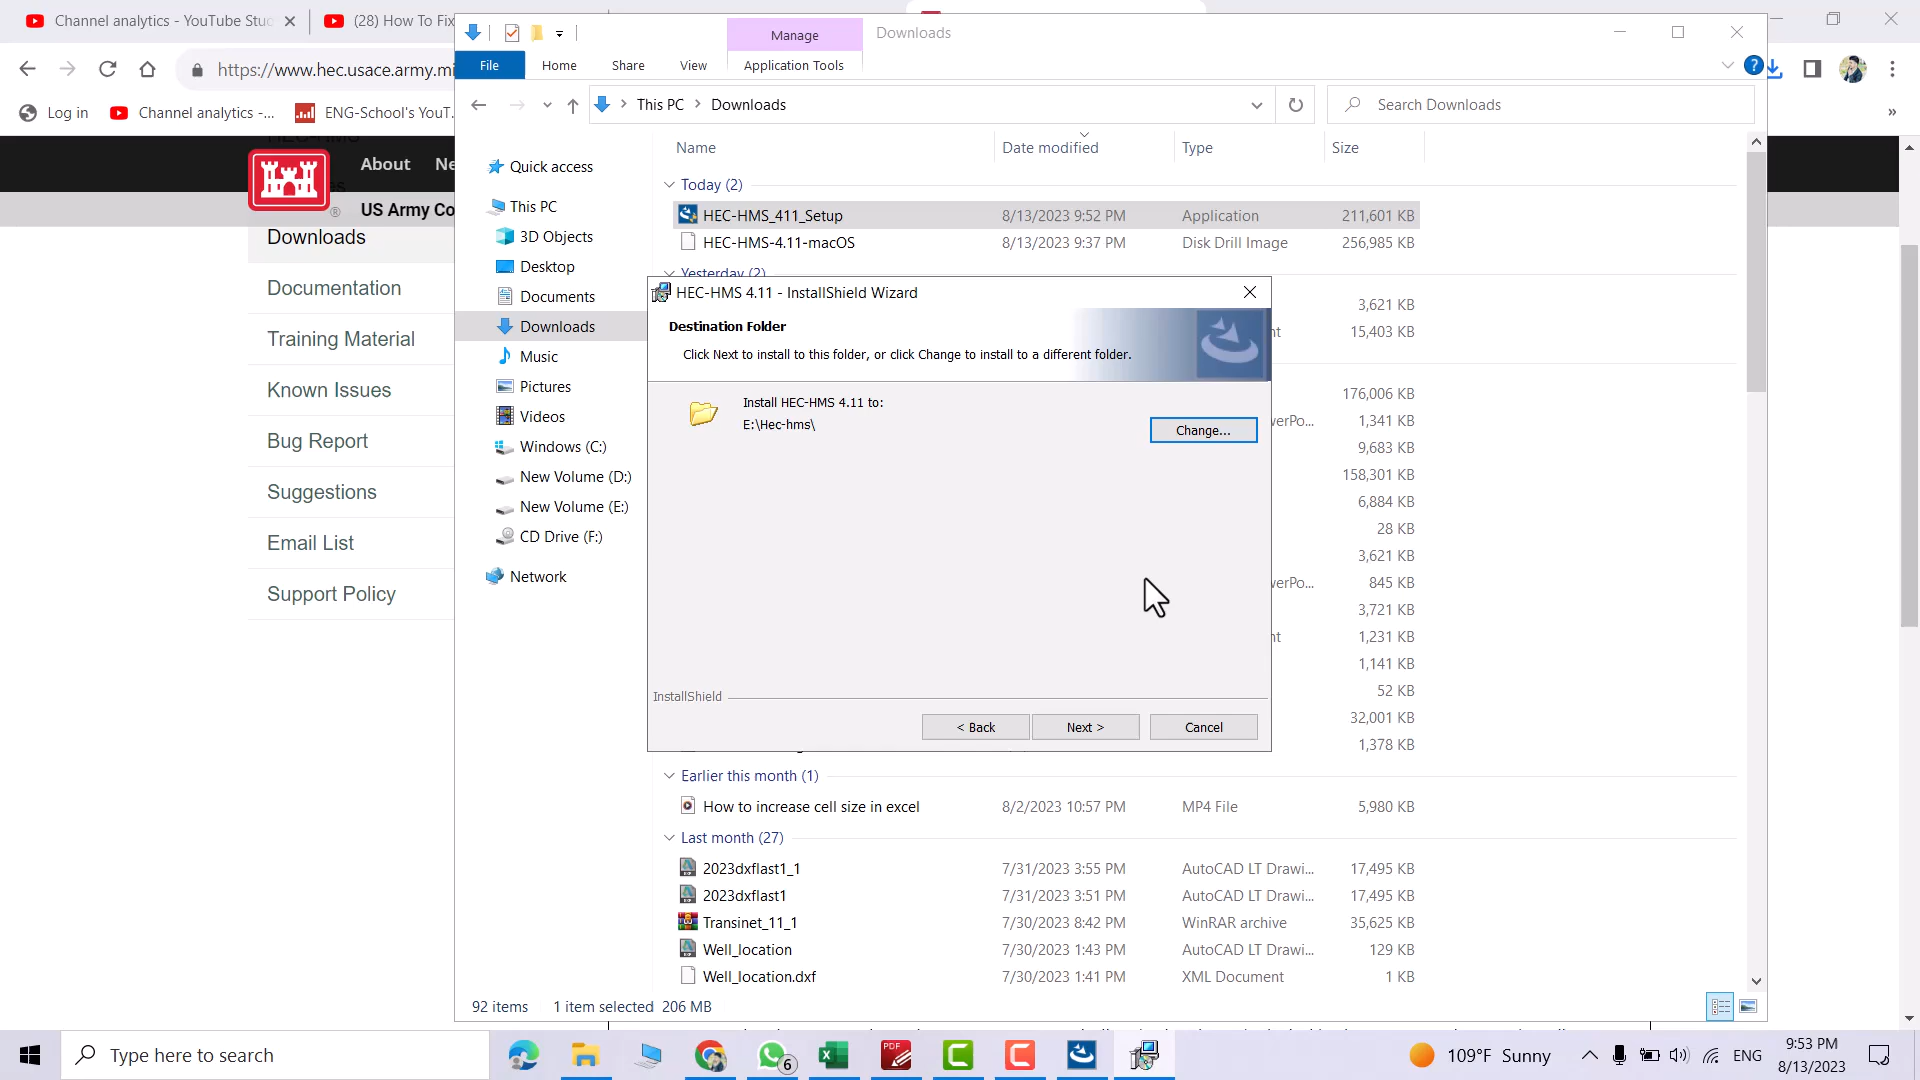 Channel analytics - YouTube Stud
(28) How To Fix
Manage
Downloads
File
Home
Share
View
Application Tools
https://www.hec.usace.army.mi
This PC
Downloads
Search Downloads
Log in
Channel analytics -...
ENG-School's YouT.
»
About
Ne
US Army Co
Downloads
Documentation
Training Material
Known Issues
Bug Report
Suggestions
Email List
Support Policy
Quick access
This PC
3D Objects
Desktop
Documents
Downloads
Music
Pictures
Videos
Windows (C:)
New Volume (D:)
New Volume (E:)
CD Drive (F:)
Network
Name
Date modified
Type
Size
Today (2)
HEC-HMS_411_Setup 8/13/2023 9:52 PM Application 211,601 KB
HEC-HMS-4.11-macOS 8/13/2023 9:37 PM Disk Drill Image 256,985 KB
Yesterday (2)
3,621 KB
nt 15,403 KB
176,006 KB
verPo... 1,341 KB
9,683 KB
158,301 KB
6,884 KB
28 KB
3,621 KB
verPo... 845 KB
3,721 KB
nt 1,231 KB
1,141 KB
52 KB
32,001 KB
1,378 KB
HEC-HMS 4.11 - InstallShield Wizard
Destination Folder
Click Next to install to this folder, or click Change to install to a different folder.
Install HEC-HMS 4.11 to:
E:\Hec-hms\
Change...
InstallShield
< Back
Next >
Cancel
Earlier this month (1)
How to increase cell size in excel 8/2/2023 10:57 PM MP4 File 5,980 KB
Last month (27)
2023dxflast1_1 7/31/2023 3:55 PM AutoCAD LT Drawi... 17,495 KB
2023dxflast1 7/31/2023 3:51 PM AutoCAD LT Drawi... 17,495 KB
Transinet_11_1 7/30/2023 8:42 PM WinRAR archive 35,625 KB
Well_location 7/30/2023 1:43 PM AutoCAD LT Drawi... 129 KB
Well_location.dxf 7/30/2023 1:41 PM XML Document 1 KB
92 items 1 item selected 206 MB
Type here to search
6
PDF
109°F Sunny
ENG
9:53 PM
8/13/2023